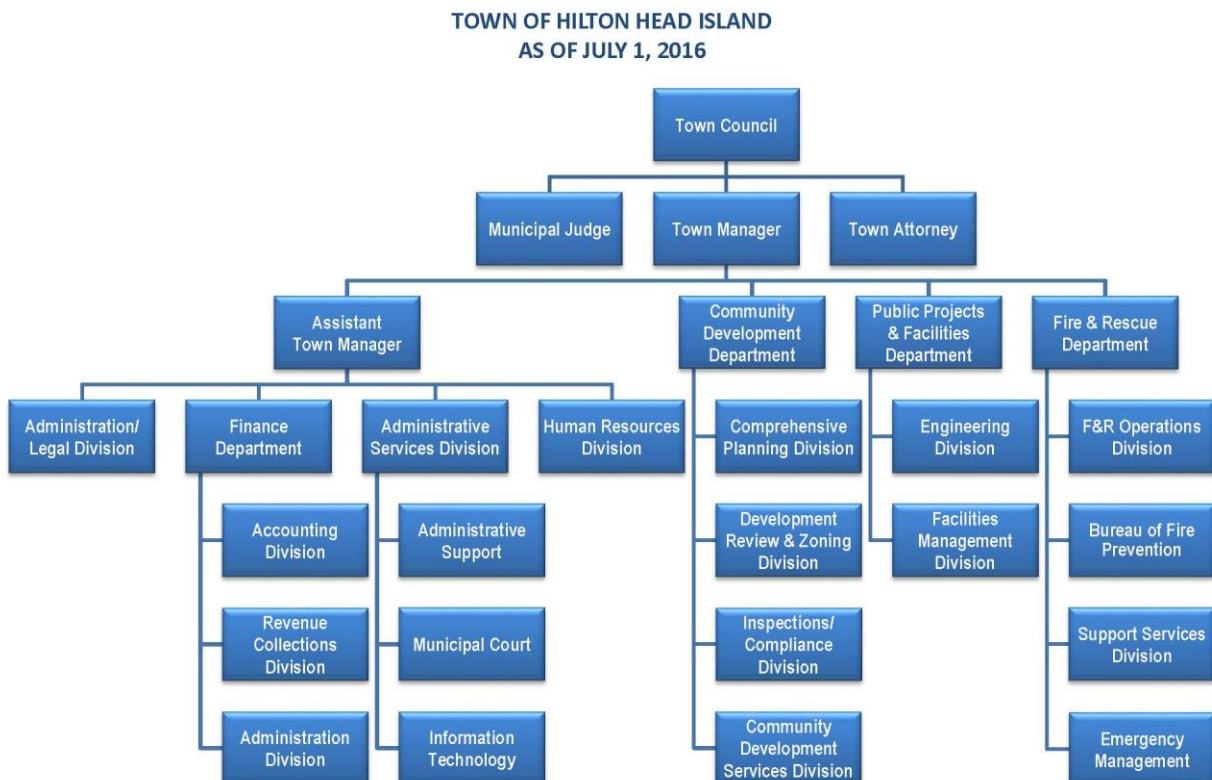 TOWN OF HILTON HEAD ISLAND
AS OF JULY 1, 2016
Town Council
Municipal Judge
Town Manager
Town Attorney
Assistant
Town Manager
Community
Development
Department
Public Projects
& Facilities
Department
Fire & Rescue
Department
Administration/
Legal Division
Finance
Department
Administrative
Services Division
Human Resources
Division
Comprehensive
Planning Division
Engineering
Division
F&R Operations
Division
Accounting
Division
Administrative
Support
Development
Review & Zoning
Division
Facilities
Management
Division
Bureau of Fire
Prevention
Revenue
Collections
Division
Municipal Court
Inspections/
Compliance
Division
Support Services
Division
Administration
Division
Information
Technology
Community
Development
Services Division
Emergency
Management